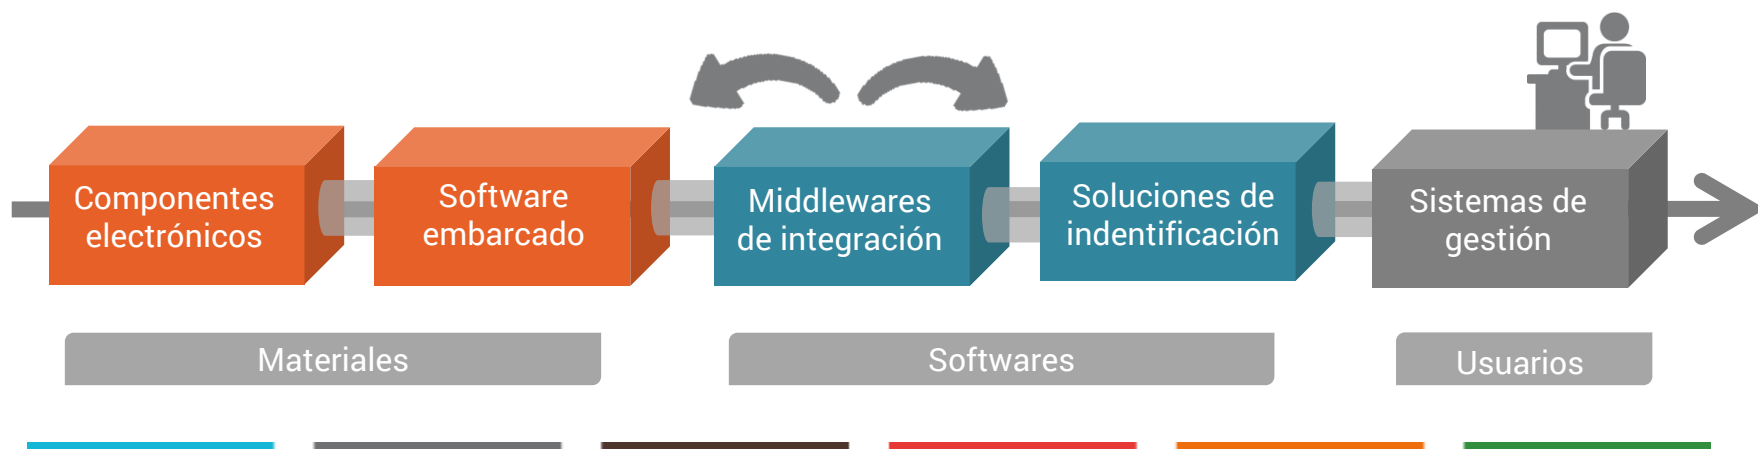 Componentes
electrónicos
Software
embarcado
Middlewares
de integración
Soluciones de
indentificación
Sistemas de
gestión
Materiales
Softwares
Usuarios